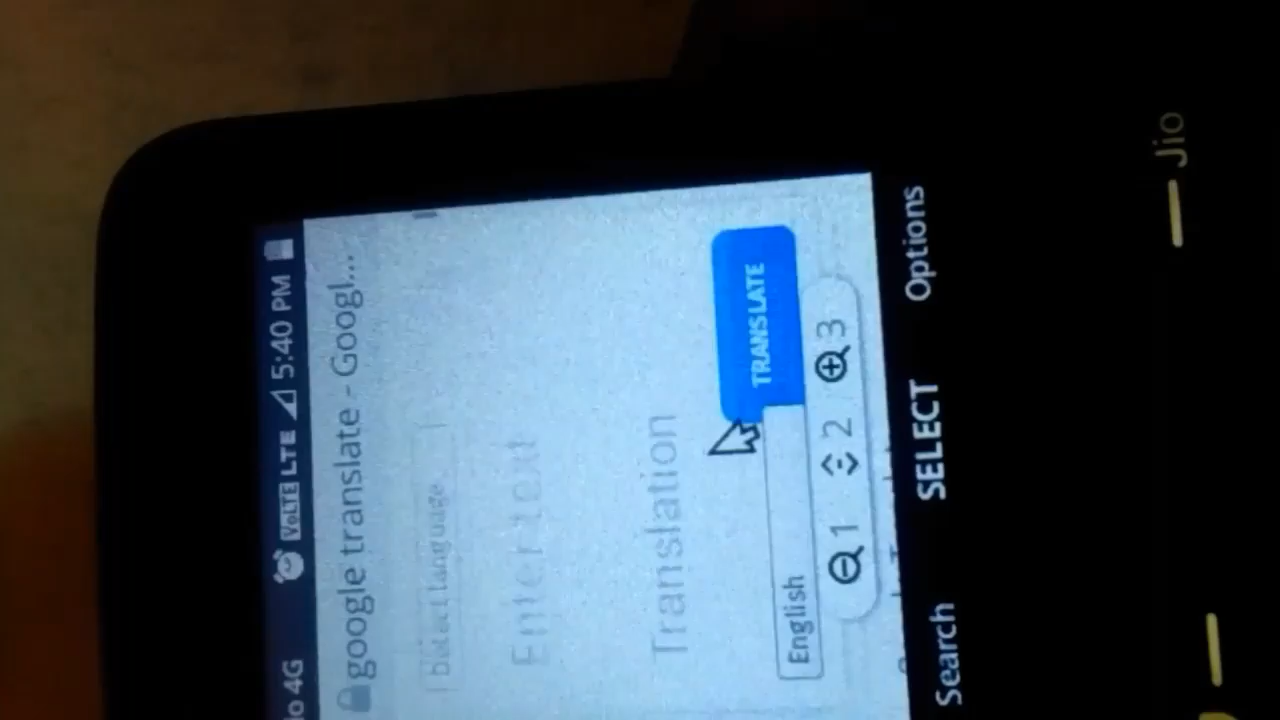 io 4G VoLTE LTE 5:40 PM
google translate - Googl...
Detect language
Enter text
Translation
English TRANSLATE
1 2 3
Search SELECT Options
Jio